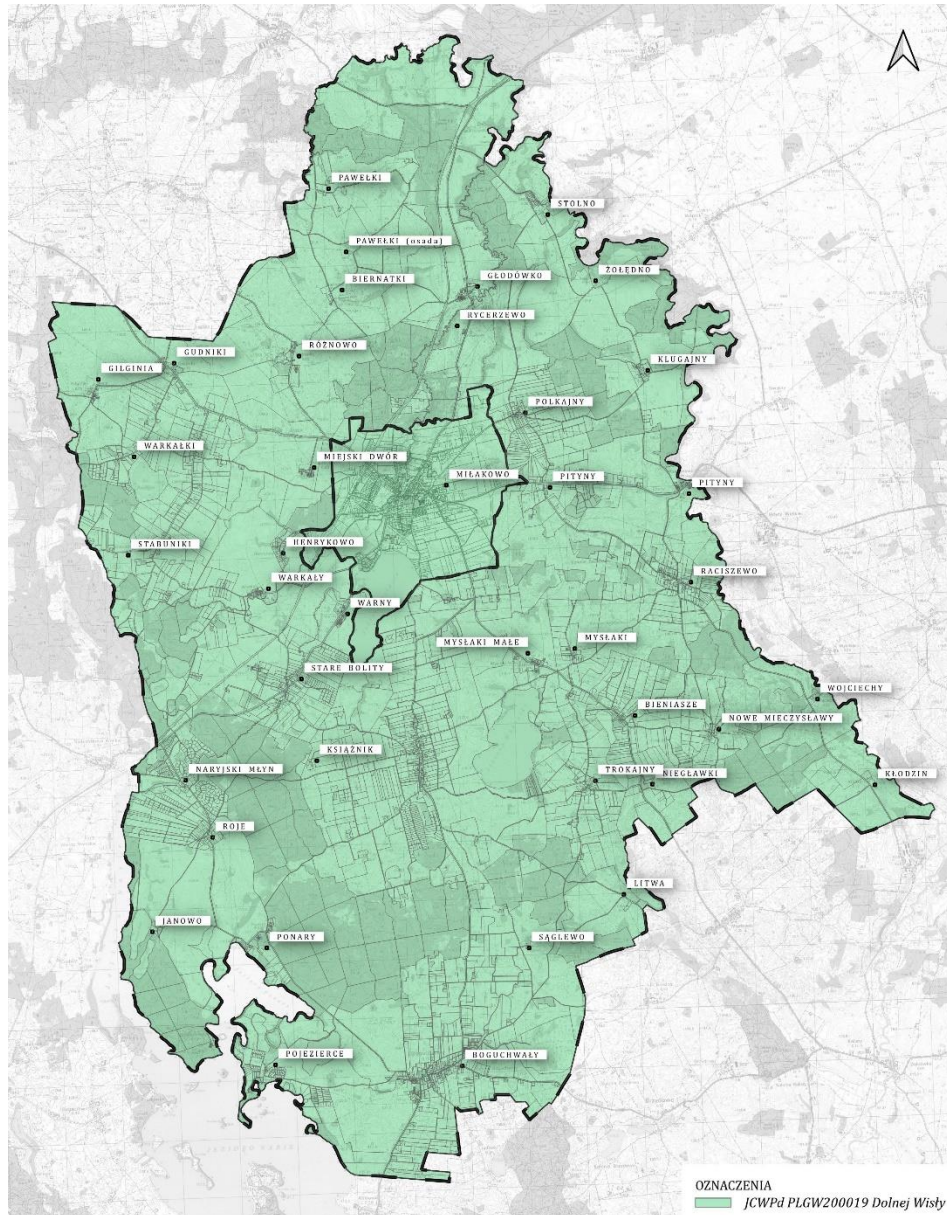 PAWEŁKI
STOLNO
PAWEŁKI (osada)
ŻOŁĘDNO
BIERNATKI
GŁODÓWKO
RYCERZEWO
RÓŻNOWO
GUDNIKI
KLUGAJNY
GILGINIA
POLKAJNY
WARKAŁKI
MIEJSKI DWÓR
MIŁAKOWO
PITYNY
PITYNY
STABUNIKI
HENRYKOWO
RACISZEWO
WARKAŁY
WARNY
MYSŁAKI MAŁE
MYSŁAKI
STARE BOLITY
WOJCIECHY
BIENIASZE
NOWE MIECZYSŁAWY
KSIĄŻNIK
NARYJSKI MŁYN
TROKAJNY
NIEGŁAWKI
KŁODZIN
ROJE
LITWA
JANOWO
PONARY
SĄGLEWO
POJEZIERCE
BOGUCHWAŁY
OZNACZENIA
JCWPd PLGW200019 Dolnej Wisły